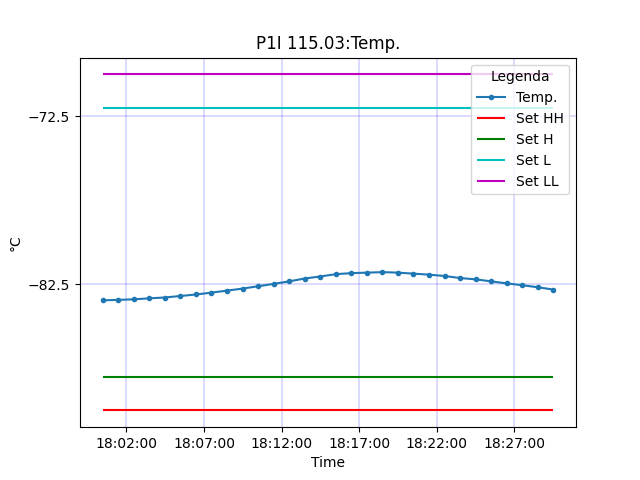 P1I 115.03:Temp.
Legenda
Temp.
Set HH
Set H
Set L
Set LL
−72.5
−82.5
°C
18:02:00 18:07:00 18:12:00 18:17:00 18:22:00 18:27:00
Time